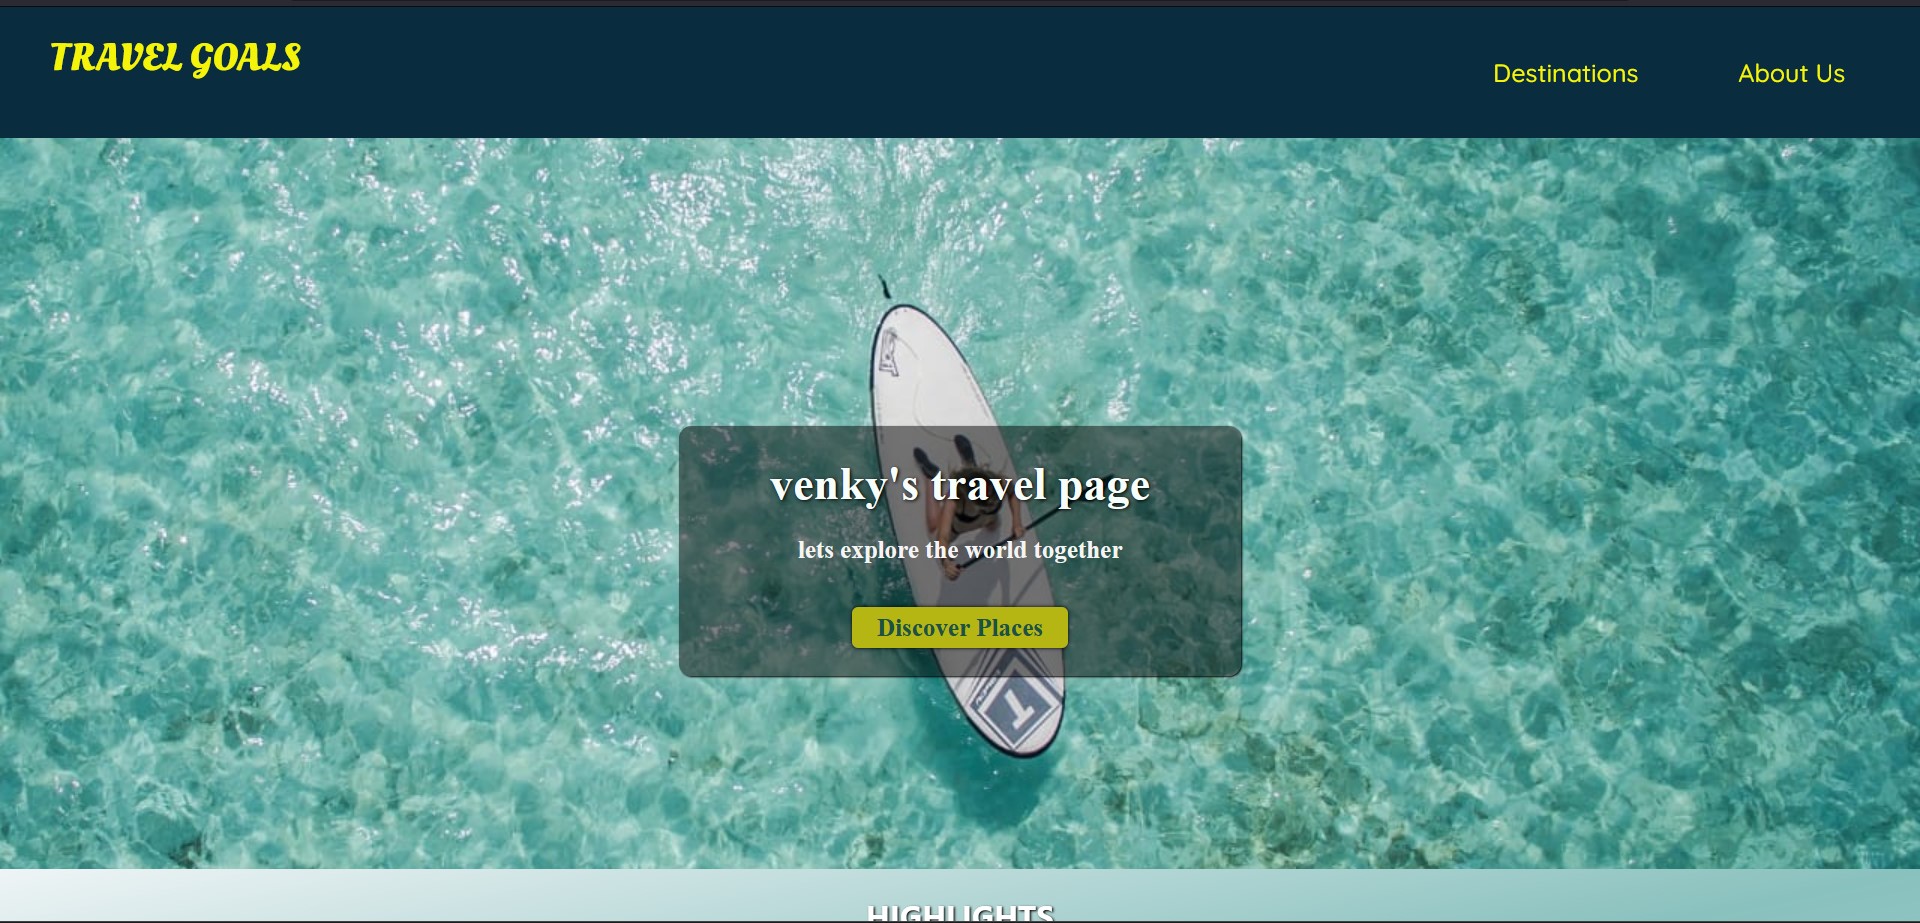 TRAVEL GOALS
Destinations
About Us
venky's travel page
lets explore the world together
Discover Places
T
HIGHLIGHTS